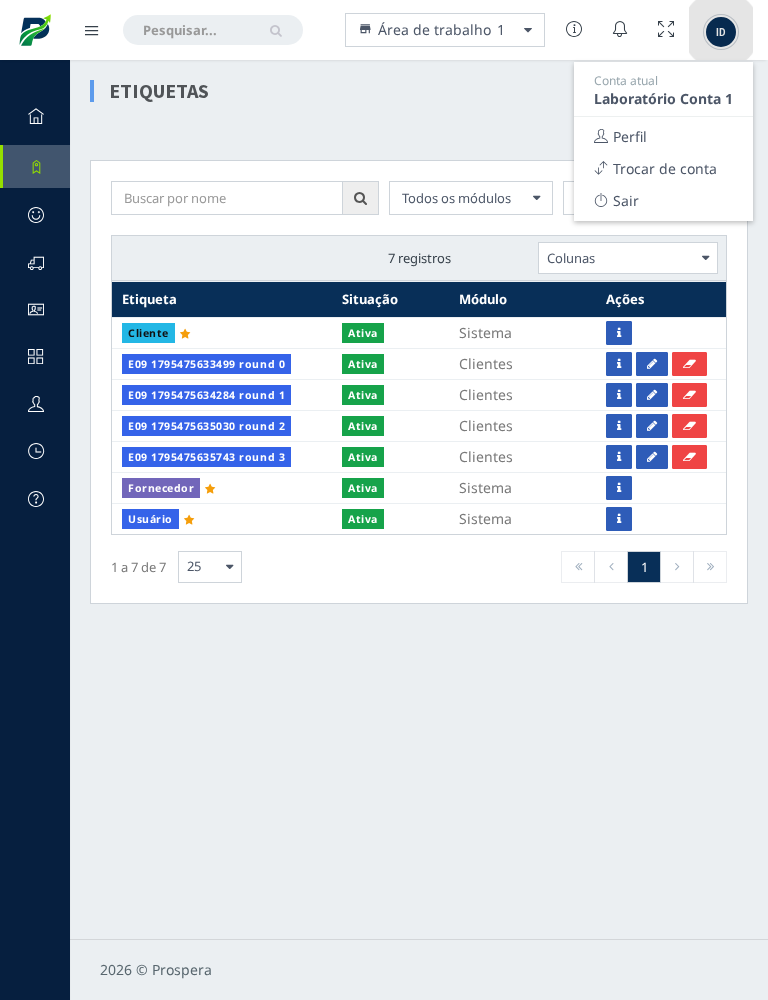 Pesquisar...
Área de trabalho 1
ID
Conta atual
Laboratório Conta 1
Perfil
Trocar de conta
Sair
ETIQUETAS
Buscar por nome
Todos os módulos
7 registros
Colunas
Etiqueta Situação Módulo Ações
Cliente Ativa Sistema
E09 1795475633499 round 0 Ativa Clientes
E09 1795475634284 round 1 Ativa Clientes
E09 1795475635030 round 2 Ativa Clientes
E09 1795475635743 round 3 Ativa Clientes
Fornecedor Ativa Sistema
Usuário Ativa Sistema
1 a 7 de 7 25 « ‹ 1 › »
2026 © Prospera